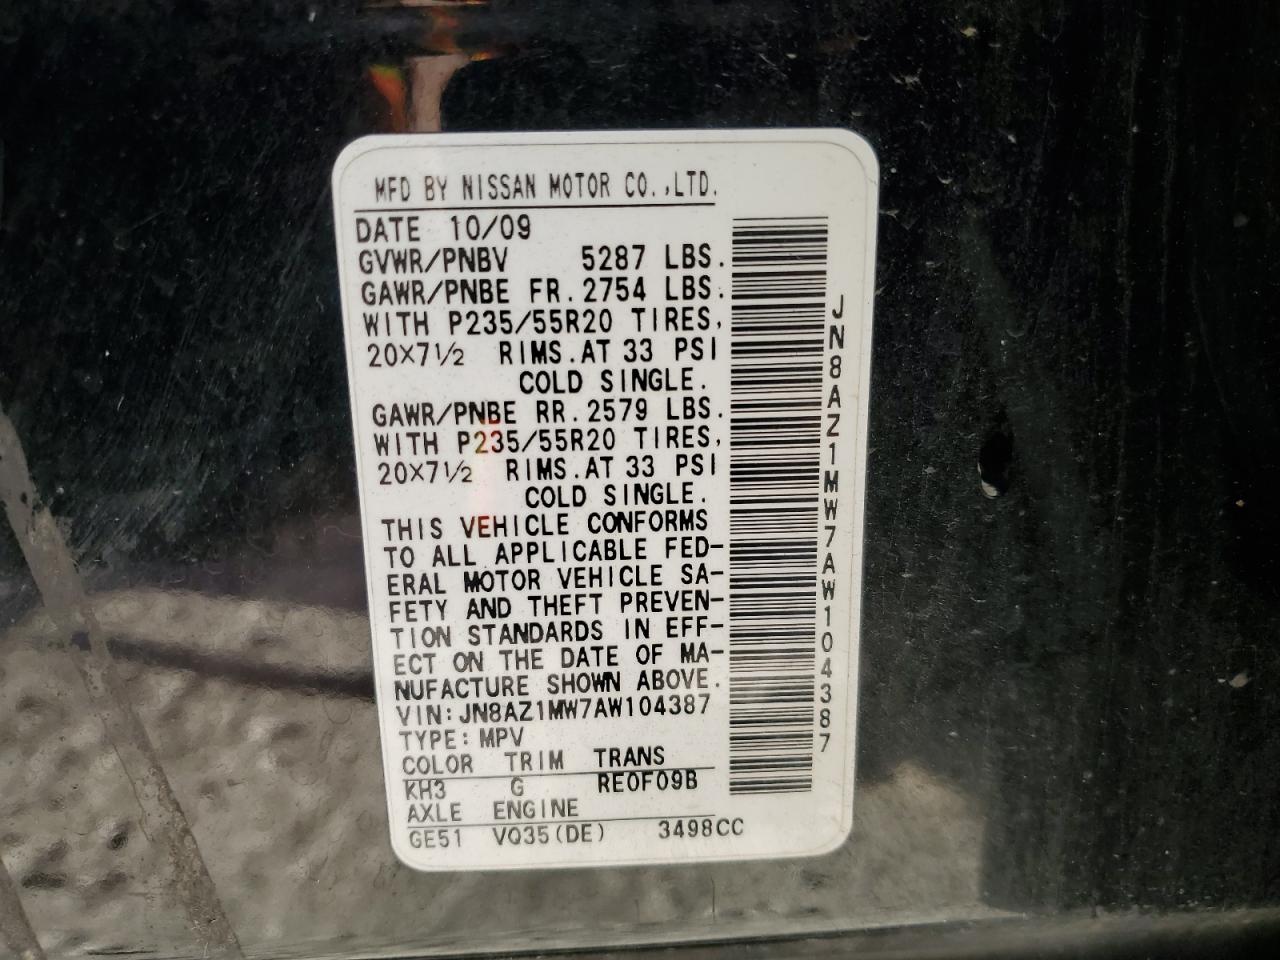 MFD BY NISSAN MOTOR CO.,LTD.
DATE 10/09
GVWR/PNBV 5287 LBS.
GAWR/PNBE FR.2754 LBS.
WITH P235/55R20 TIRES,
20×7 1/2 RIMS.AT 33 PSI
COLD SINGLE.
GAWR/PNBE RR.2579 LBS.
WITH P235/55R20 TIRES,
20×7 1/2 RIMS.AT 33 PSI
COLD SINGLE.
THIS VEHICLE CONFORMS
TO ALL APPLICABLE FED-
ERAL MOTOR VEHICLE SA-
FETY AND THEFT PREVEN-
TION STANDARDS IN EFF-
ECT ON THE DATE OF MA-
NUFACTURE SHOWN ABOVE.
VIN:JN8AZ1MW7AW104387
TYPE:MPV
COLOR TRIM TRANS
KH3 G RE0F09B
AXLE ENGINE
GE51 VQ35(DE) 3498CC
JN8AZ1MW7AW104387